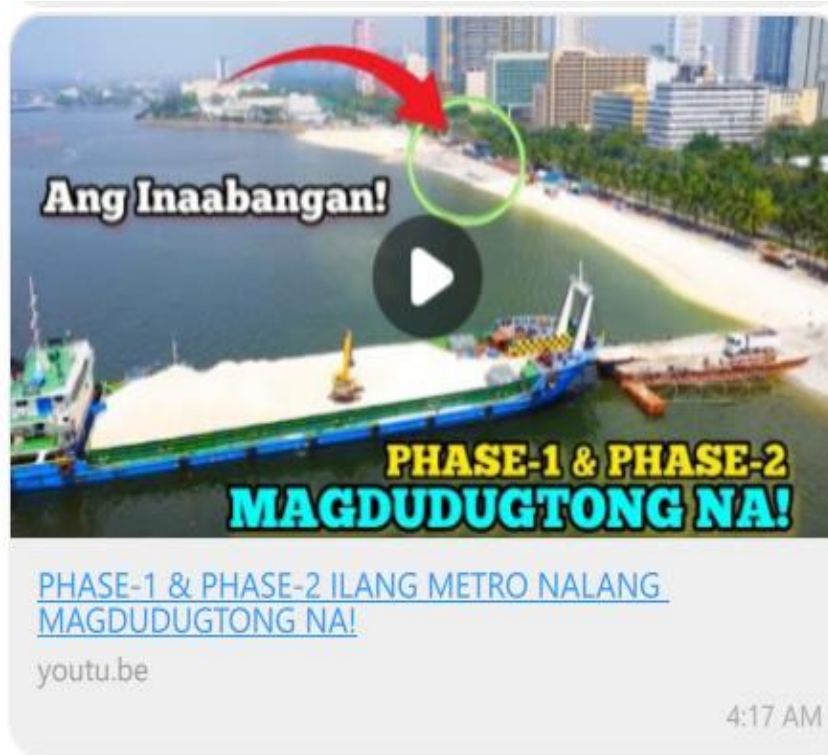 Ang Inaabangan!
PHASE-1 & PHASE-2
MAGDUDUGTONG NA!
PHASE-1 & PHASE-2 ILANG METRO NALANG
MAGDUDUGTONG NA!
youtu.be
4:17 AM